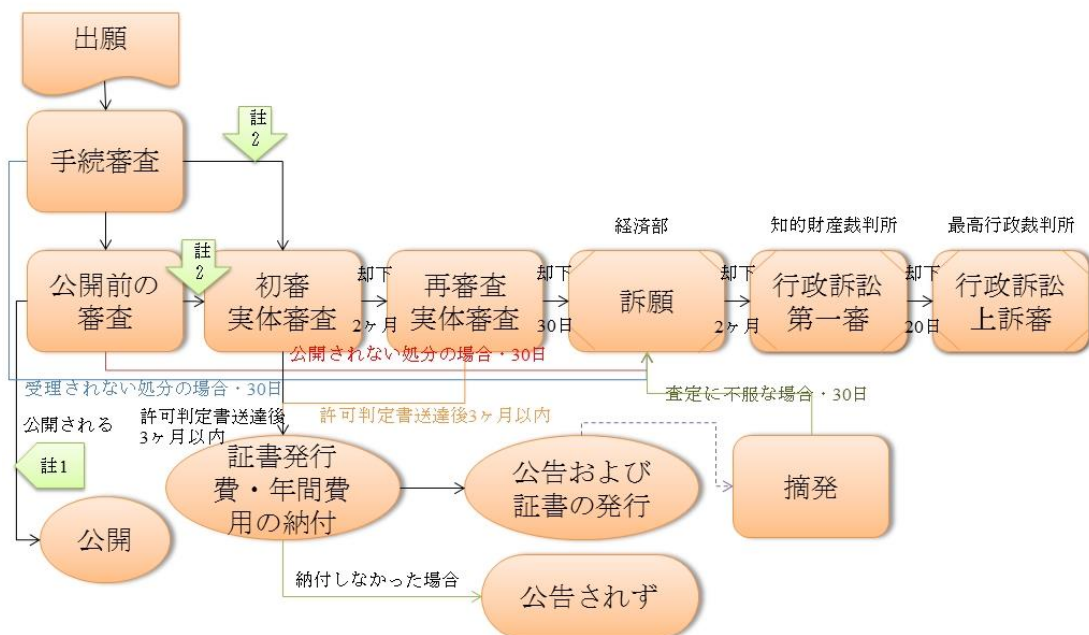 出願
註
2
手続審査
経済部
知的財産裁判所
最高行政裁判所
註
2
公開前の
審査
初審
実体審査
却下
2ヶ月
再審査
実体審査
却下
30日
訴願
却下
2ヶ月
行政訴訟
第一審
却下
20日
行政訴訟
上訴審
公開されない処分の場合・30日
受理されない処分の場合・30日
査定に不服な場合・30日
公開される
許可判定書送達後
3ヶ月以内
許可判定書送達後3ヶ月以内
註1
証書発行
費・年間費
用の納付
公告および
証書の発行
摘発
公開
納付しなかった場合
公告されず